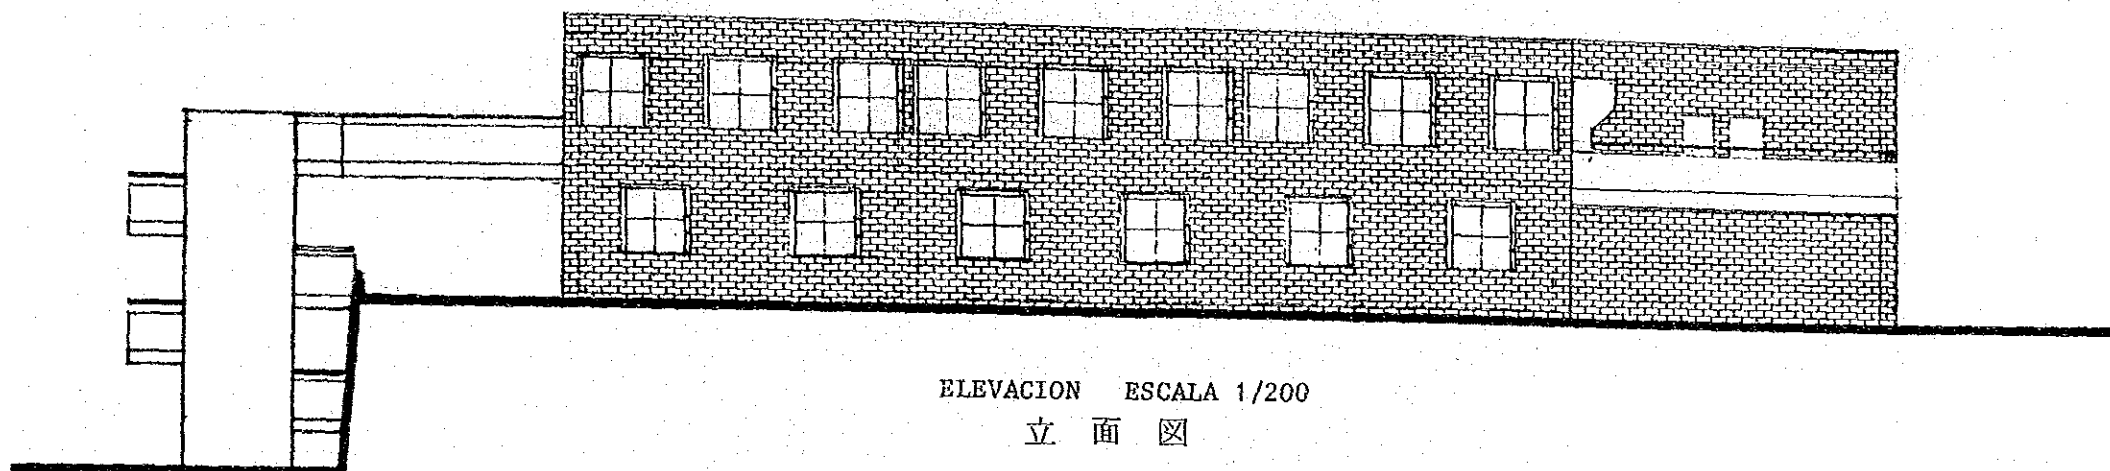 ELEVACION ESCALA 1/200
立面図